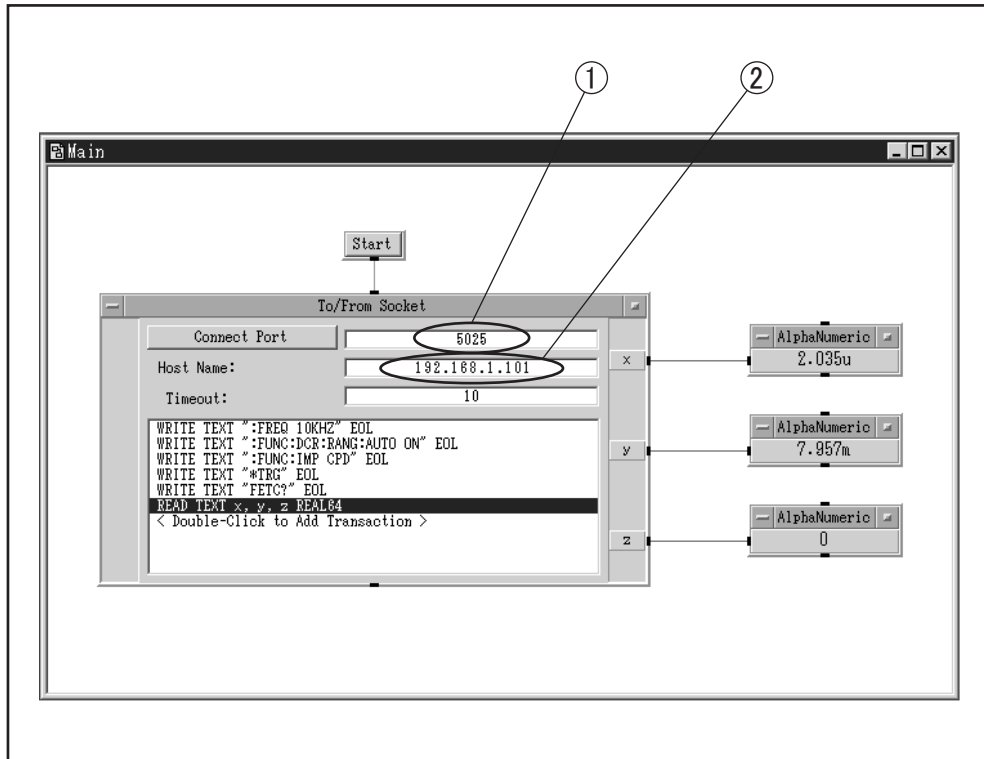 ① ②
Main
Start
To/From Socket
Connect Port 5025
Host Name: 192.168.1.101
Timeout: 10
WRITE TEXT ":FREQ 10KHZ" EOL
WRITE TEXT ":FUNC:DCR:RANG:AUTO ON" EOL
WRITE TEXT ":FUNC:IMP CPD" EOL
WRITE TEXT "*TRG" EOL
WRITE TEXT "FETC?" EOL
READ TEXT x, y, z REAL64
< Double-Click to Add Transaction >
x
y
z
AlphaNumeric
2.035u
AlphaNumeric
7.957m
AlphaNumeric
0